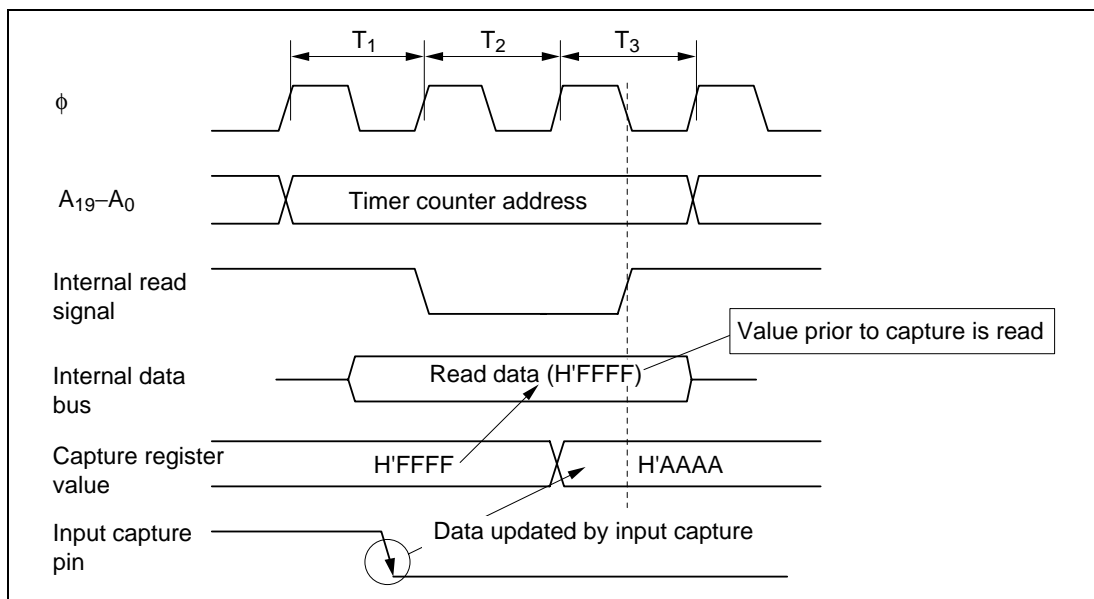 T1 T2 T3
ϕ
A19–A0
Timer counter address
Internal read
signal
Value prior to capture is read
Internal data
bus
Read data (H'FFFF)
Capture register
value
H'FFFF
H'AAAA
Input capture
pin
Data updated by input capture